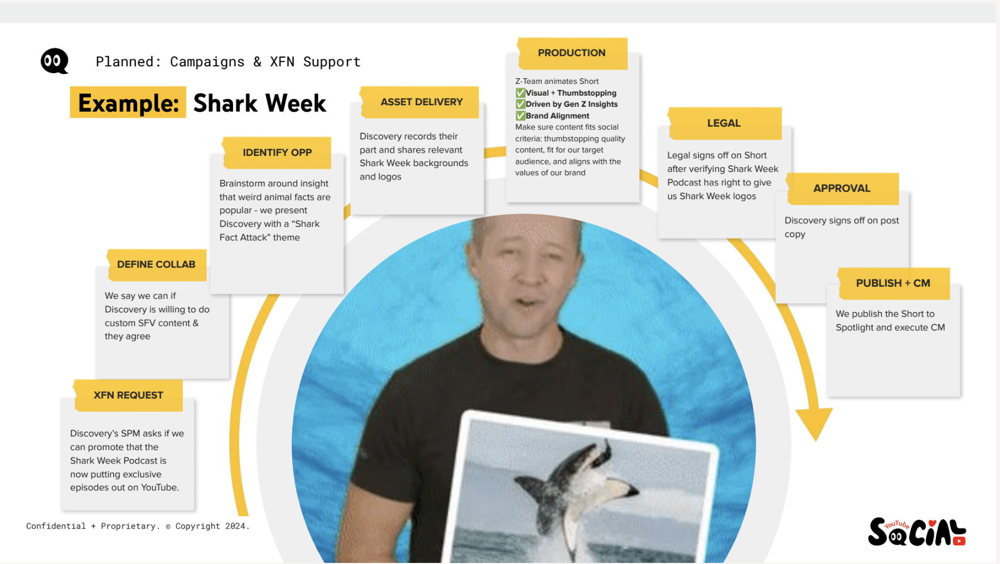 Planned: Campaigns & XFN Support
Example: Shark Week
XFN REQUEST
Discovery’s SPM asks if we
can promote that the
Shark Week Podcast is
now putting exclusive
episodes out on YouTube.
DEFINE COLLAB
We say we can if
Discovery is willing to do
custom SFV content &
they agree
IDENTIFY OPP
Brainstorm around insight
that weird animal facts are
popular - we present
Discovery with a “Shark
Fact Attack” theme
ASSET DELIVERY
Discovery records their
part and shares relevant
Shark Week backgrounds
and logos
PRODUCTION
Z-Team animates Short
✅Visual + Thumbstopping
✅Driven by Gen Z Insights
✅Brand Alignment
Make sure content fits social
criteria: thumbstopping quality
content, fit for our target
audience, and aligns with the
values of our brand
LEGAL
Legal signs off on Short
after verifying Shark Week
Podcast has right to give
us Shark Week logos
APPROVAL
Discovery signs off on post
copy
PUBLISH + CM
We publish the Short to
Spotlight and execute CM
Confidential + Proprietary. © Copyright 2024.
YouTube
SOCIAL